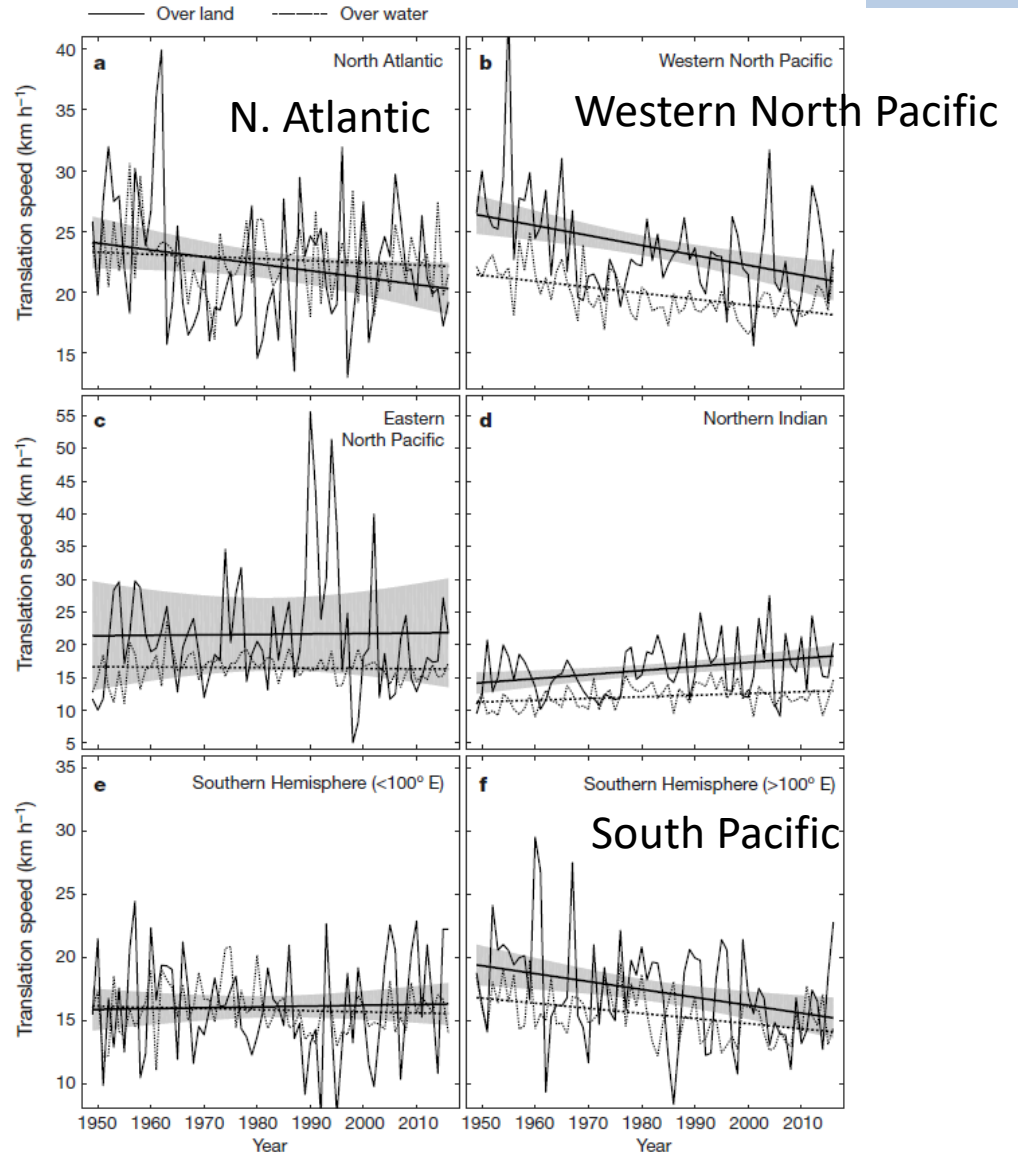 Over land Over water
a North Atlantic
b Western North Pacific
N. Atlantic
Western North Pacific
Translation speed (km h⁻¹)
40
35
30
25
20
15
c Eastern
North Pacific
d Northern Indian
Translation speed (km h⁻¹)
55
50
45
40
35
30
25
20
15
10
5
e Southern Hemisphere (<100° E)
f Southern Hemisphere (>100° E)
South Pacific
Translation speed (km h⁻¹)
35
30
25
20
15
10
1950 1960 1970 1980 1990 2000 2010
1950 1960 1970 1980 1990 2000 2010
Year
Year